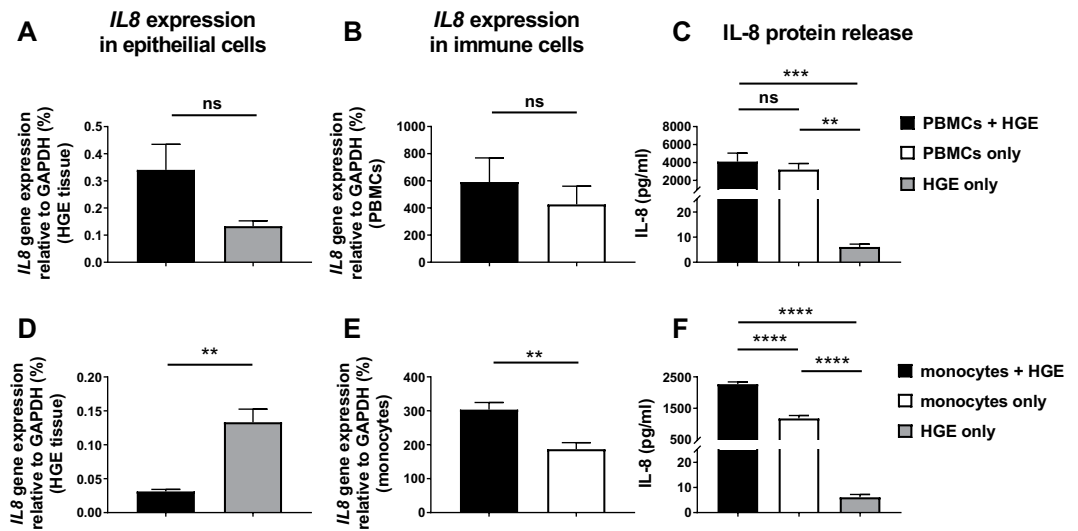 A
IL8 expression
in epitheilial cells
ns
IL8 gene expression
relative to GAPDH (%)
(HGE tissue)
0.5
0.4
0.3
0.2
0.1
0.0
B
IL8 expression
in immune cells
ns
IL8 gene expression
relative to GAPDH (%)
(PBMCs)
1000
800
600
400
200
0
C
IL-8 protein release
***
ns
**
IL-8 (pg/ml)
8000
6000
4000
2000
20
10
0
PBMCs + HGE
PBMCs only
HGE only
D
**
IL8 gene expression
relative to GAPDH (%)
(HGE tissue)
0.20
0.15
0.10
0.05
0.00
E
**
IL8 gene expression
relative to GAPDH (%)
(monocytes)
400
300
200
100
0
F
****
****
****
IL-8 (pg/ml)
2500
1500
500
20
10
0
monocytes + HGE
monocytes only
HGE only